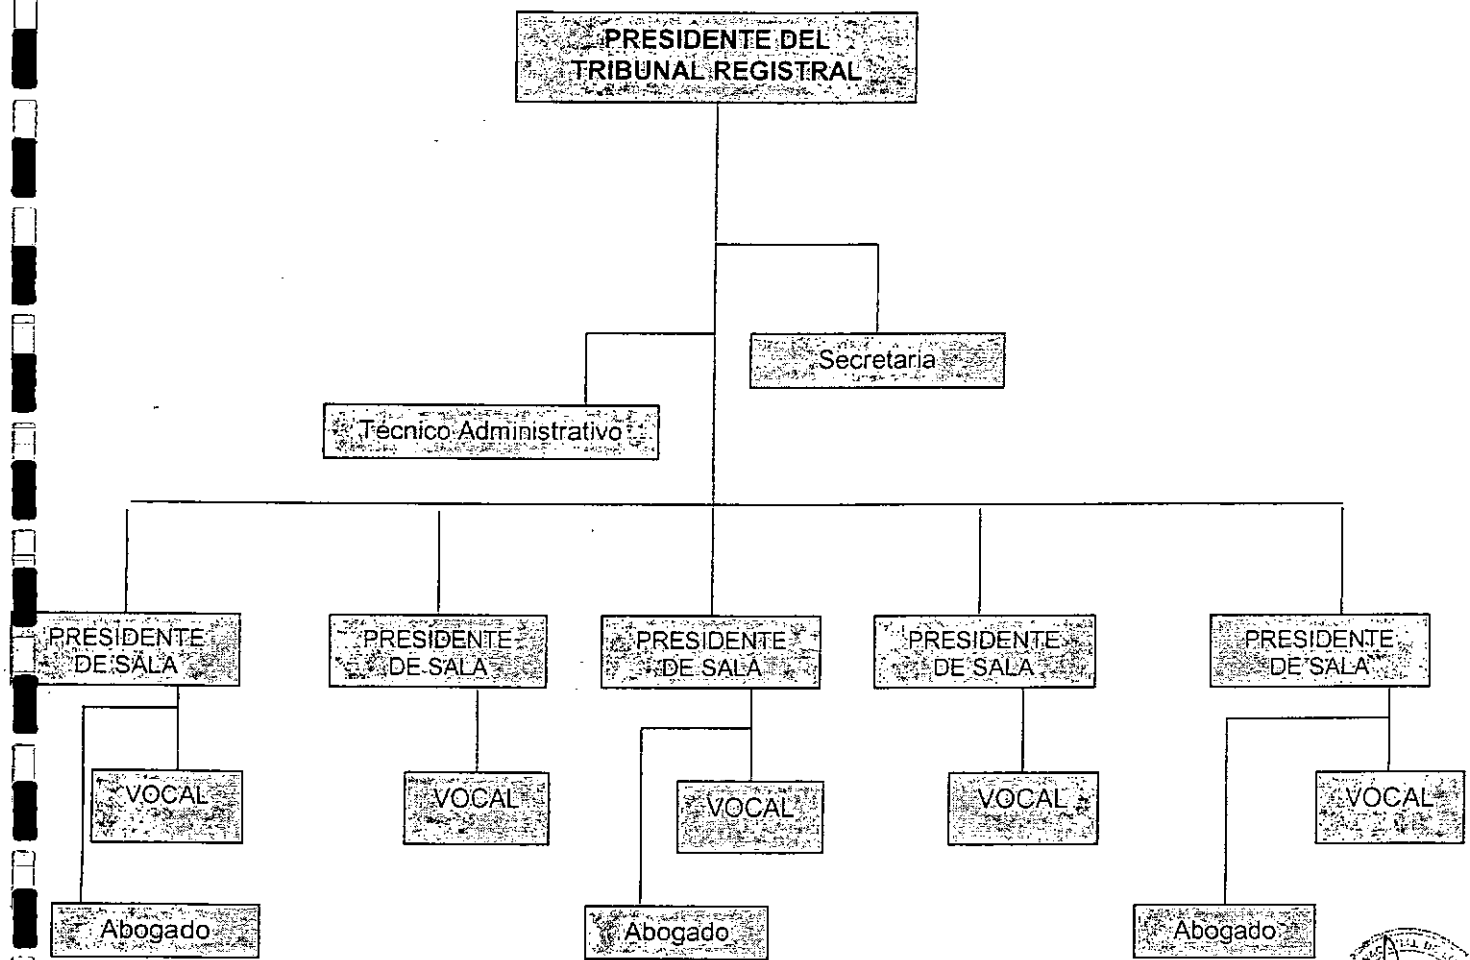 PRESIDENTE DEL
TRIBUNAL REGISTRAL
Secretaria
Técnico Administrativo
PRESIDENTE
DE SALA
PRESIDENTE
DE SALA
PRESIDENTE
DE SALA
PRESIDENTE
DE SALA
PRESIDENTE
DE SALA
VOCAL
VOCAL
VOCAL
VOCAL
VOCAL
Abogado
Abogado
Abogado